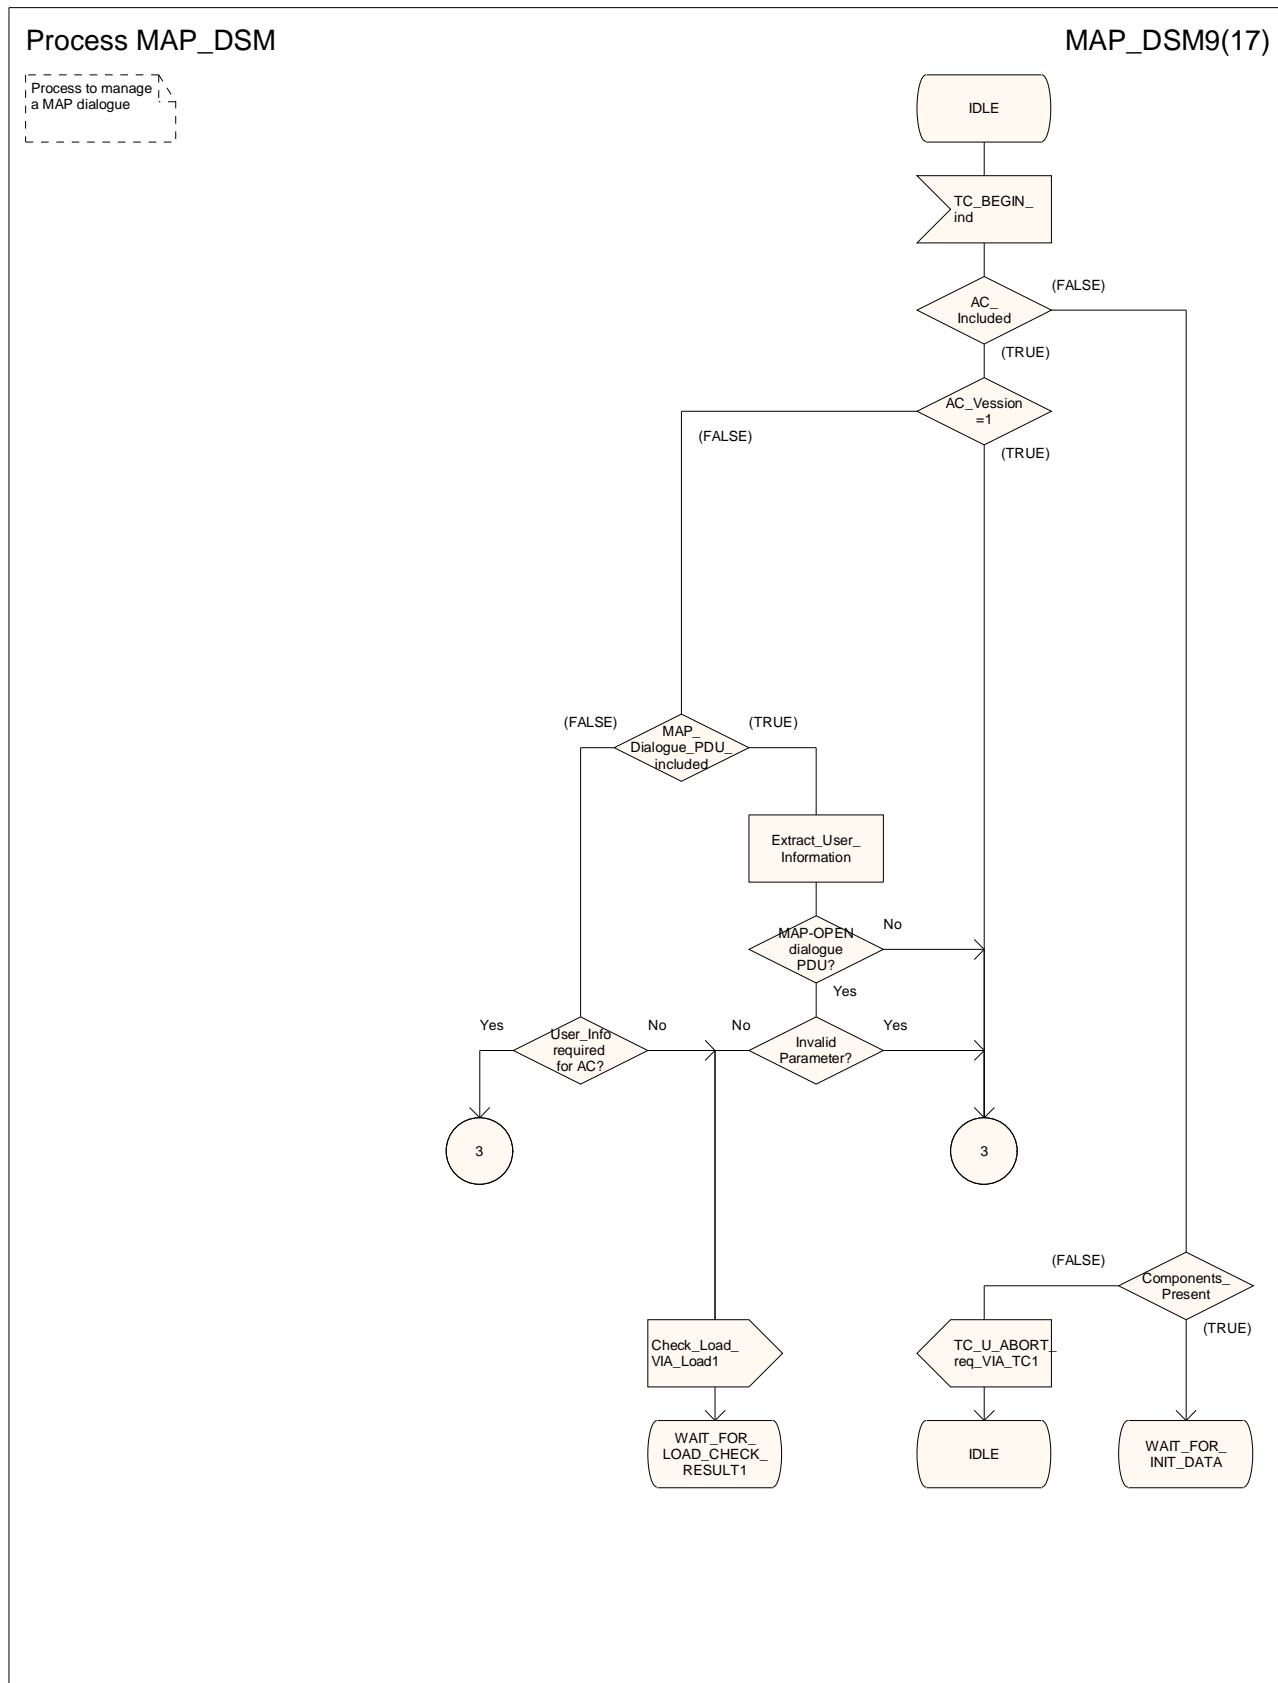 Process MAP_DSM
MAP_DSM9(17)
Process to manage
a MAP dialogue
IDLE
TC_BEGIN_
ind
(FALSE)
AC_
Included
(TRUE)
AC_Vession
=1
(FALSE)
(TRUE)
(FALSE)
(TRUE)
MAP_
Dialogue_PDU_
included
Extract_User_
Information
No
MAP-OPEN
dialogue
PDU?
Yes
Yes
User_Info
required
for AC?
No
No
Invalid
Parameter?
Yes
3
3
(FALSE)
Components_
Present
(TRUE)
Check_Load_
VIA_Load1
TC_U_ABORT_
req_VIA_TC1
WAIT_FOR_
LOAD_CHECK_
RESULT1
IDLE
WAIT_FOR_
INIT_DATA